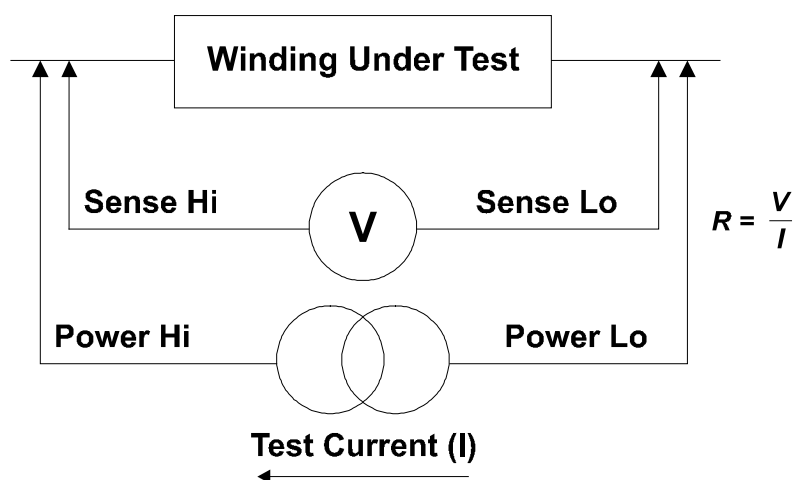 Winding Under Test
Sense Hi
V
Sense Lo
R = V
I
Power Hi
Power Lo
Test Current (I)